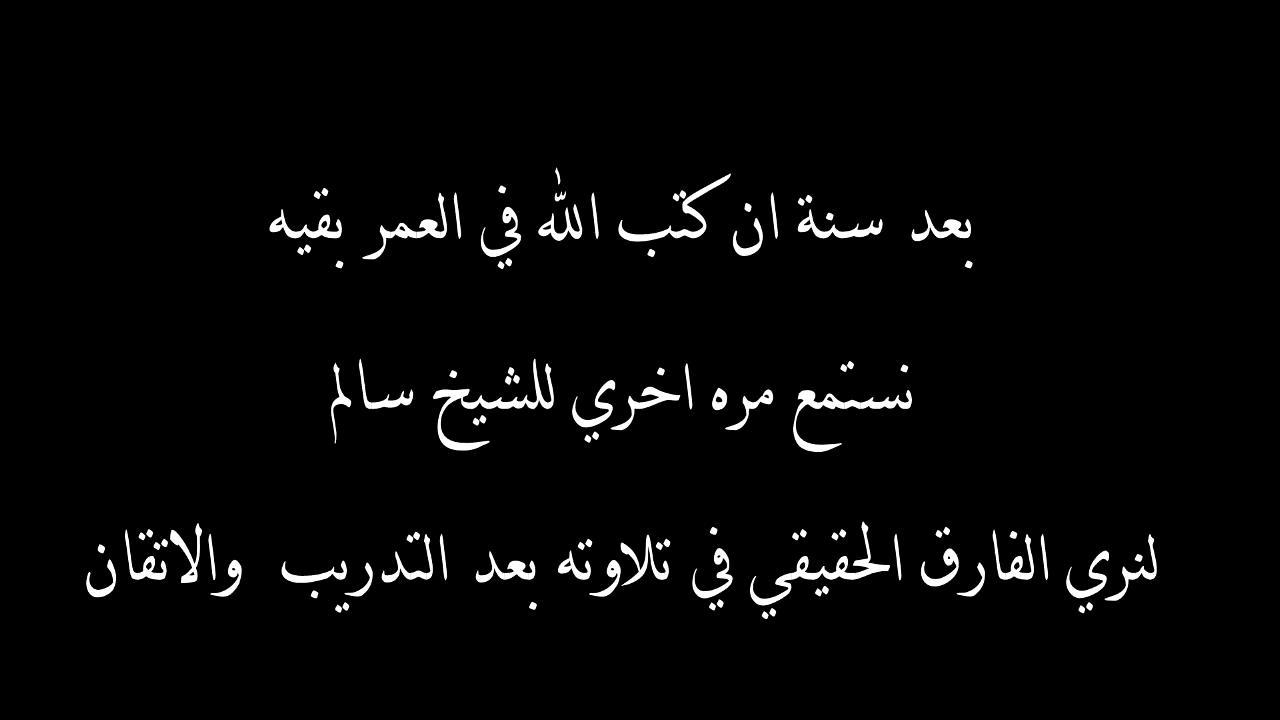 بعد سنة ان كتب الله في العمر بقيه
نستمع مره اخري للشيخ سالم
لنري الفارق الحقيقي في تلاوته بعد التدريب والاتقان